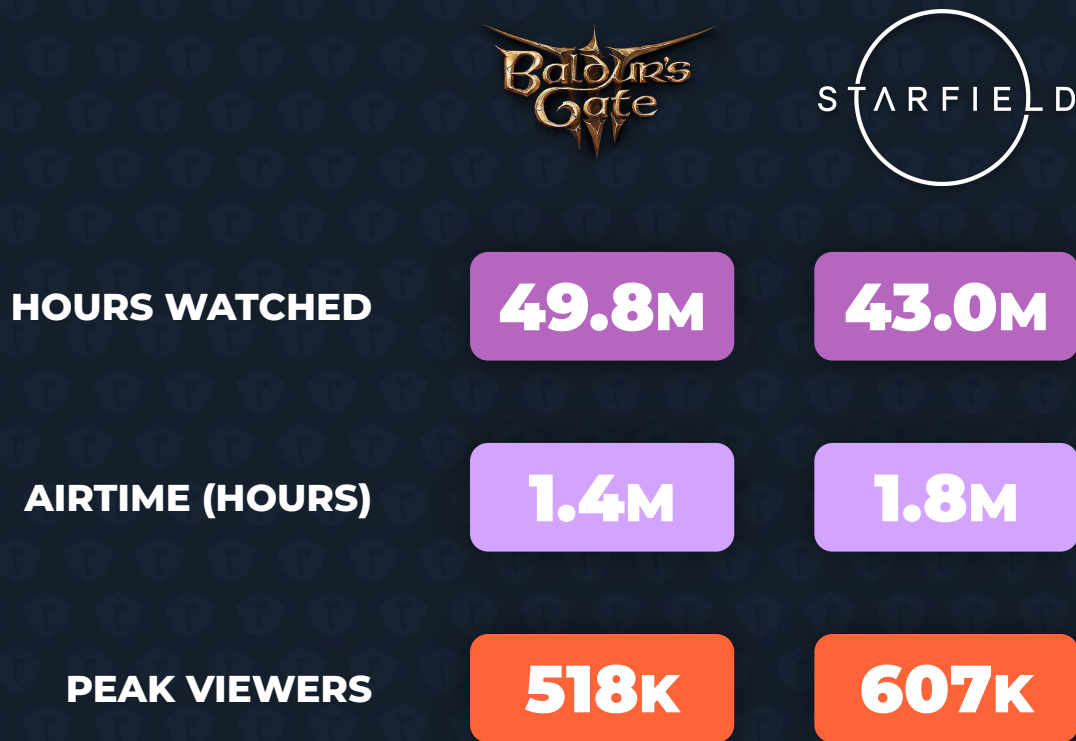 Baldur's
Gate
STARFIELD
HOURS WATCHED 49.8M 43.0M
AIRTIME (HOURS) 1.4M 1.8M
PEAK VIEWERS 518K 607K